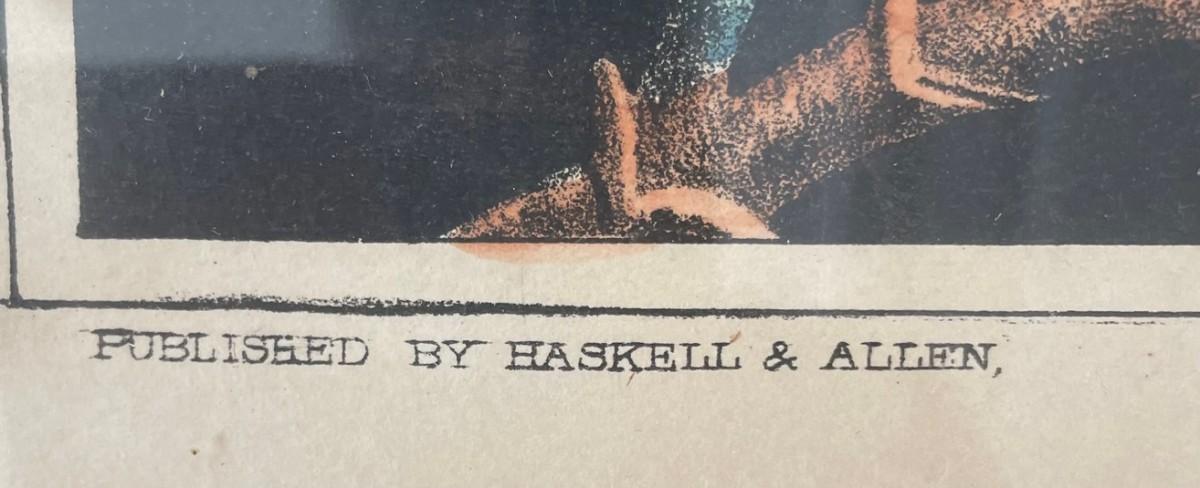 PUBLISHED BY HASKELL & ALLEN,